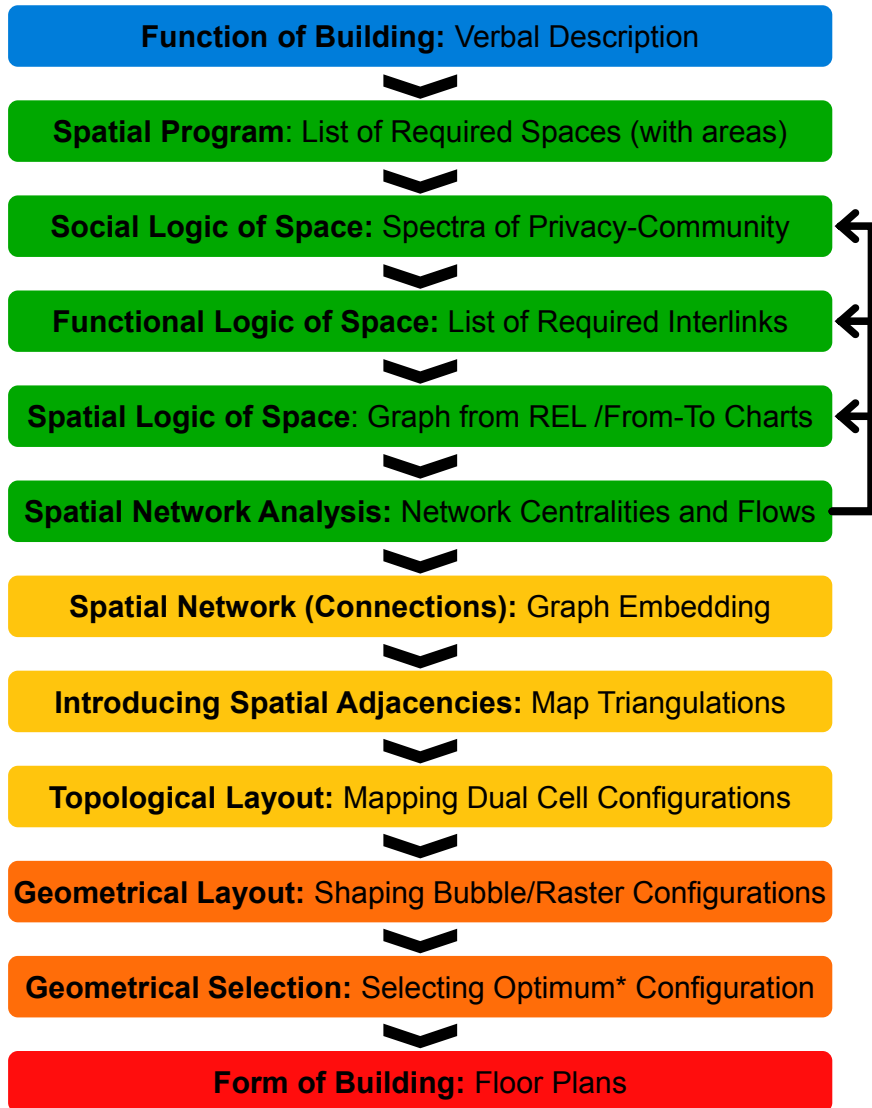 Function of Building: Verbal Description
Spatial Program: List of Required Spaces (with areas)
Social Logic of Space: Spectra of Privacy-Community
Functional Logic of Space: List of Required Interlinks
Spatial Logic of Space: Graph from REL /From-To Charts
Spatial Network Analysis: Network Centralities and Flows
Spatial Network (Connections): Graph Embedding
Introducing Spatial Adjacencies: Map Triangulations
Topological Layout: Mapping Dual Cell Configurations
Geometrical Layout: Shaping Bubble/Raster Configurations
Geometrical Selection: Selecting Optimum* Configuration
Form of Building: Floor Plans